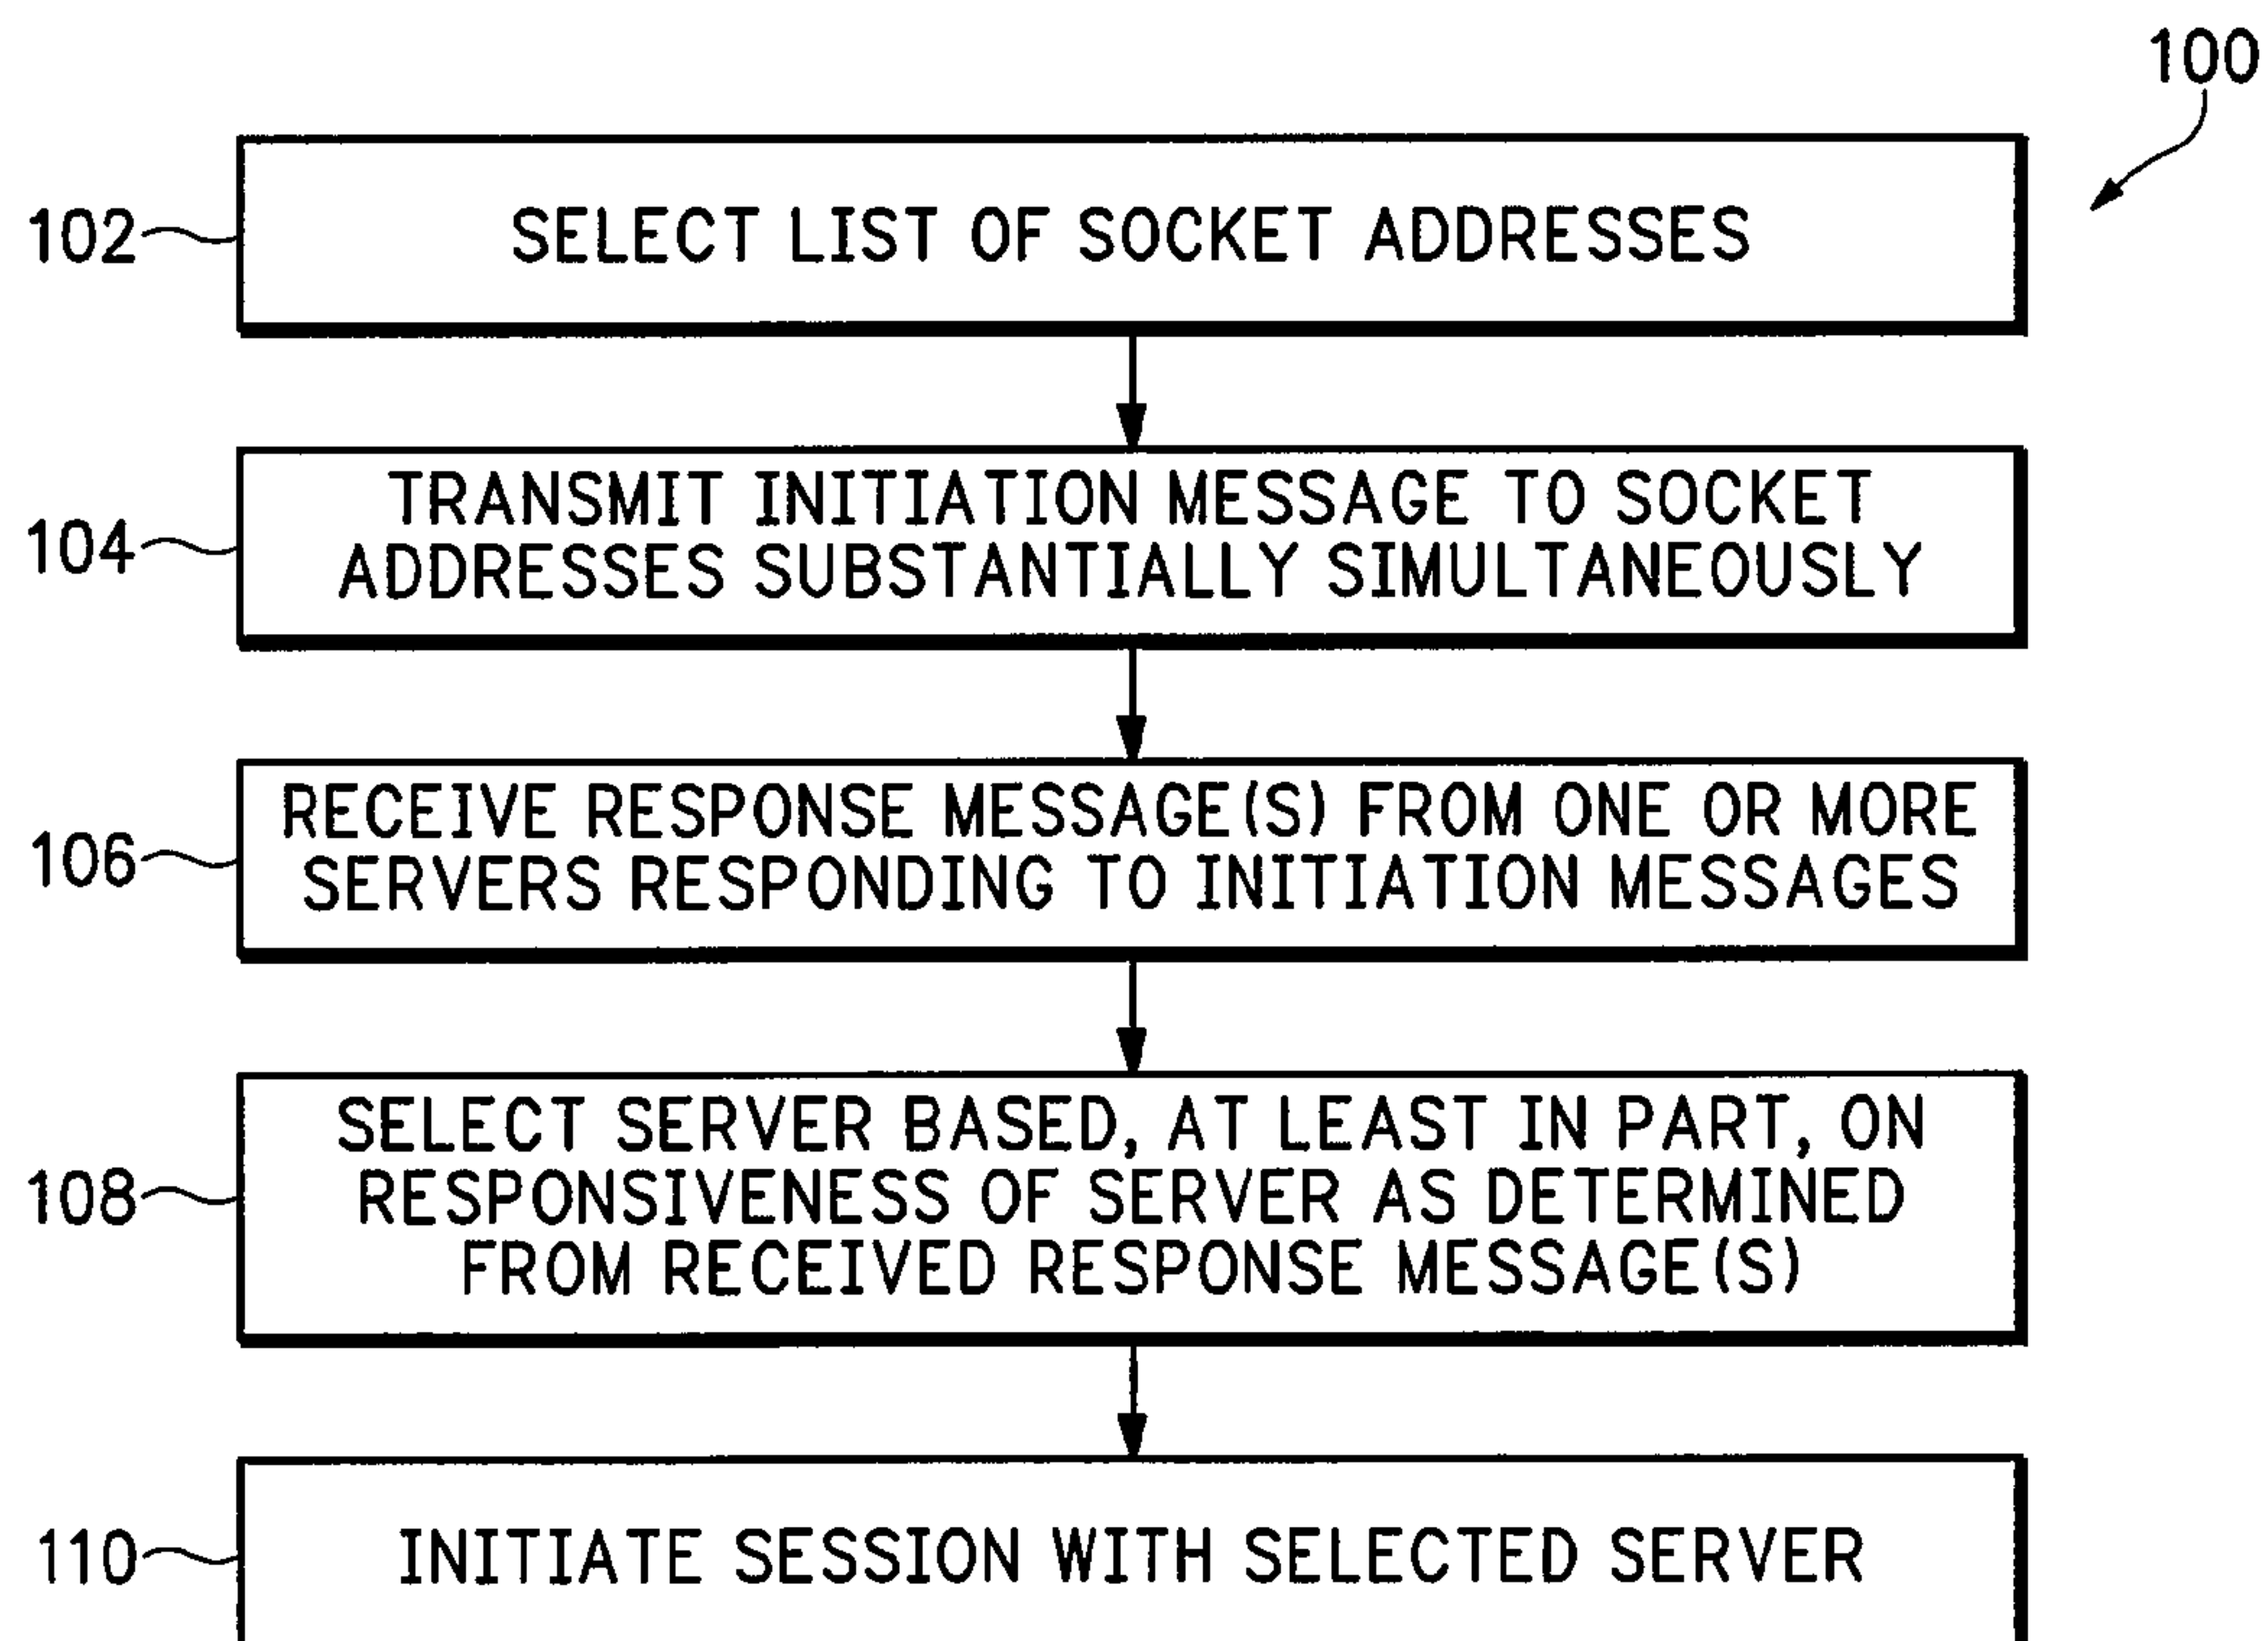 100
102
SELECT LIST OF SOCKET ADDRESSES
104
TRANSMIT INITIATION MESSAGE TO SOCKET
ADDRESSES SUBSTANTIALLY SIMULTANEOUSLY
106
RECEIVE RESPONSE MESSAGE(S) FROM ONE OR MORE
SERVERS RESPONDING TO INITIATION MESSAGES
108
SELECT SERVER BASED, AT LEAST IN PART, ON
RESPONSIVENESS OF SERVER AS DETERMINED
FROM RECEIVED RESPONSE MESSAGE(S)
110
INITIATE SESSION WITH SELECTED SERVER